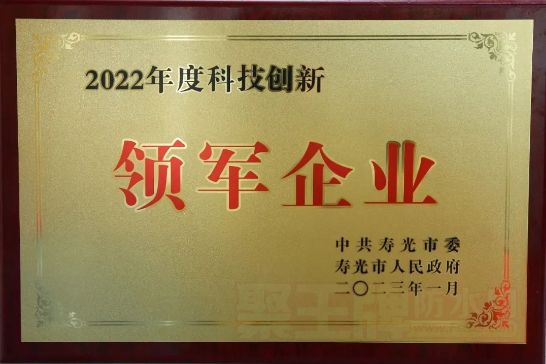 2022年度科技创新
领军企业
中共寿光市委
寿光市人民政府
二〇二三年一月